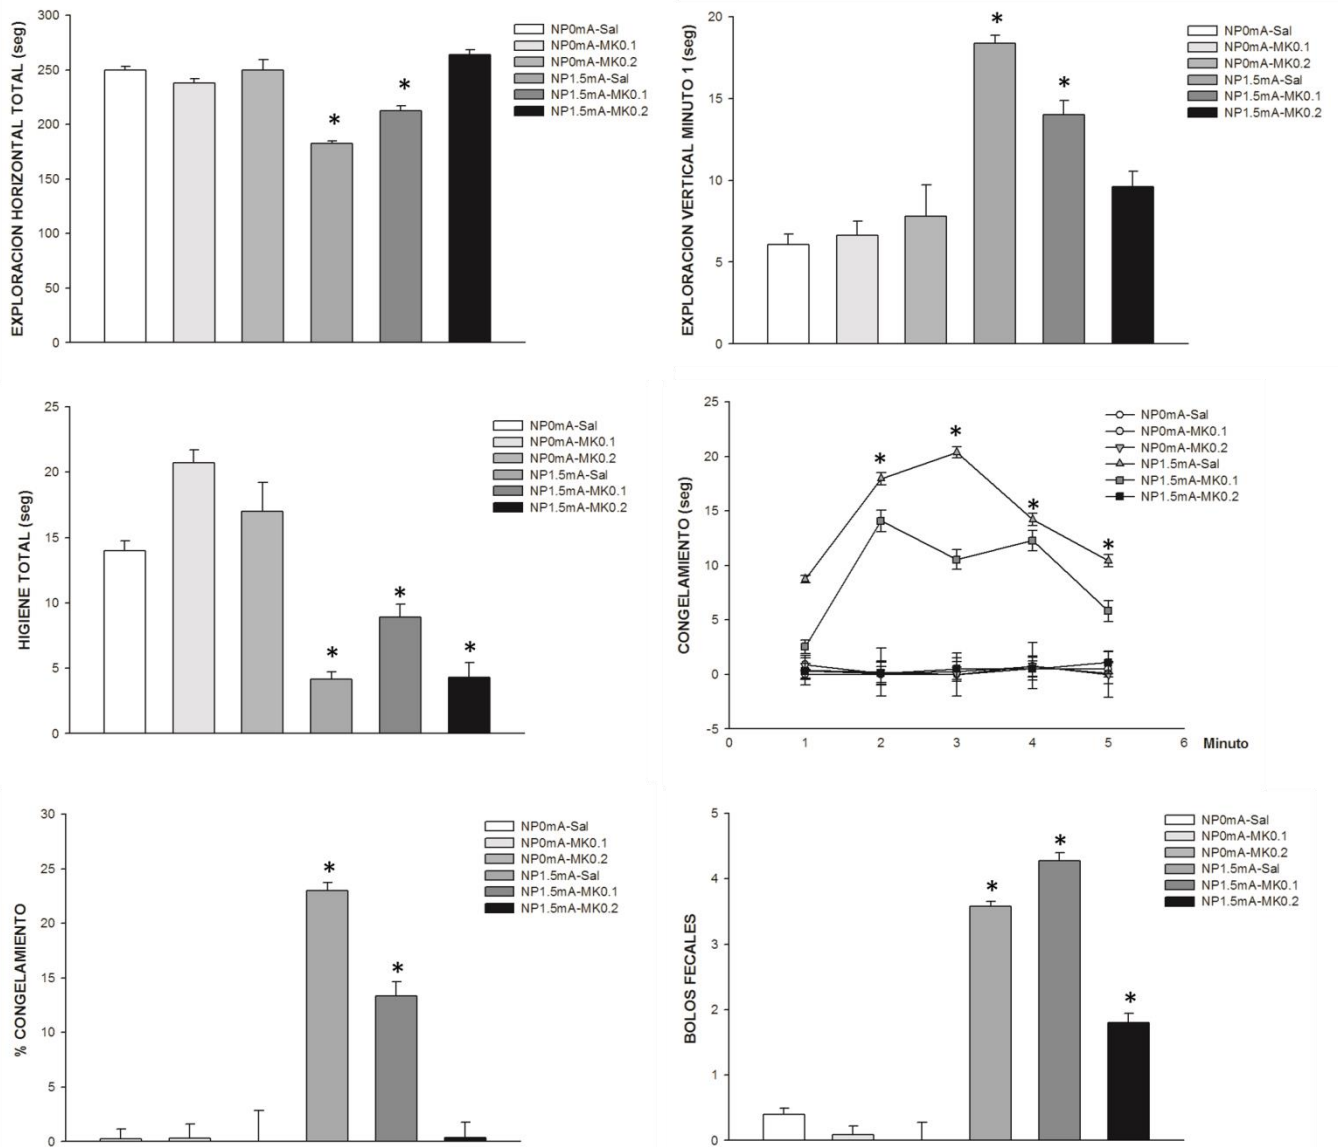 EXPLORACION HORIZONTAL TOTAL (seg)
300
250
200
150
100
50
0
*
*
NP0mA-Sal
NP0mA-MK0.1
NP0mA-MK0.2
NP1.5mA-Sal
NP1.5mA-MK0.1
NP1.5mA-MK0.2
EXPLORACION VERTICAL MINUTO 1 (seg)
20
15
10
5
0
*
*
NP0mA-Sal
NP0mA-MK0.1
NP0mA-MK0.2
NP1.5mA-Sal
NP1.5mA-MK0.1
NP1.5mA-MK0.2
HIGIENE TOTAL (seg)
25
20
15
10
5
0
*
*
*
NP0mA-Sal
NP0mA-MK0.1
NP0mA-MK0.2
NP1.5mA-Sal
NP1.5mA-MK0.1
NP1.5mA-MK0.2
CONGELAMIENTO (seg)
25
20
15
10
5
0
-5
*
*
*
*
NP0mA-Sal
NP0mA-MK0.1
NP0mA-MK0.2
NP1.5mA-Sal
NP1.5mA-MK0.1
NP1.5mA-MK0.2
0 1 2 3 4 5 6 Minuto
% CONGELAMIENTO
30
25
20
15
10
5
0
*
*
NP0mA-Sal
NP0mA-MK0.1
NP0mA-MK0.2
NP1.5mA-Sal
NP1.5mA-MK0.1
NP1.5mA-MK0.2
BOLOS FECALES
5
4
3
2
1
0
*
*
*
NP0mA-Sal
NP0mA-MK0.1
NP0mA-MK0.2
NP1.5mA-Sal
NP1.5mA-MK0.1
NP1.5mA-MK0.2